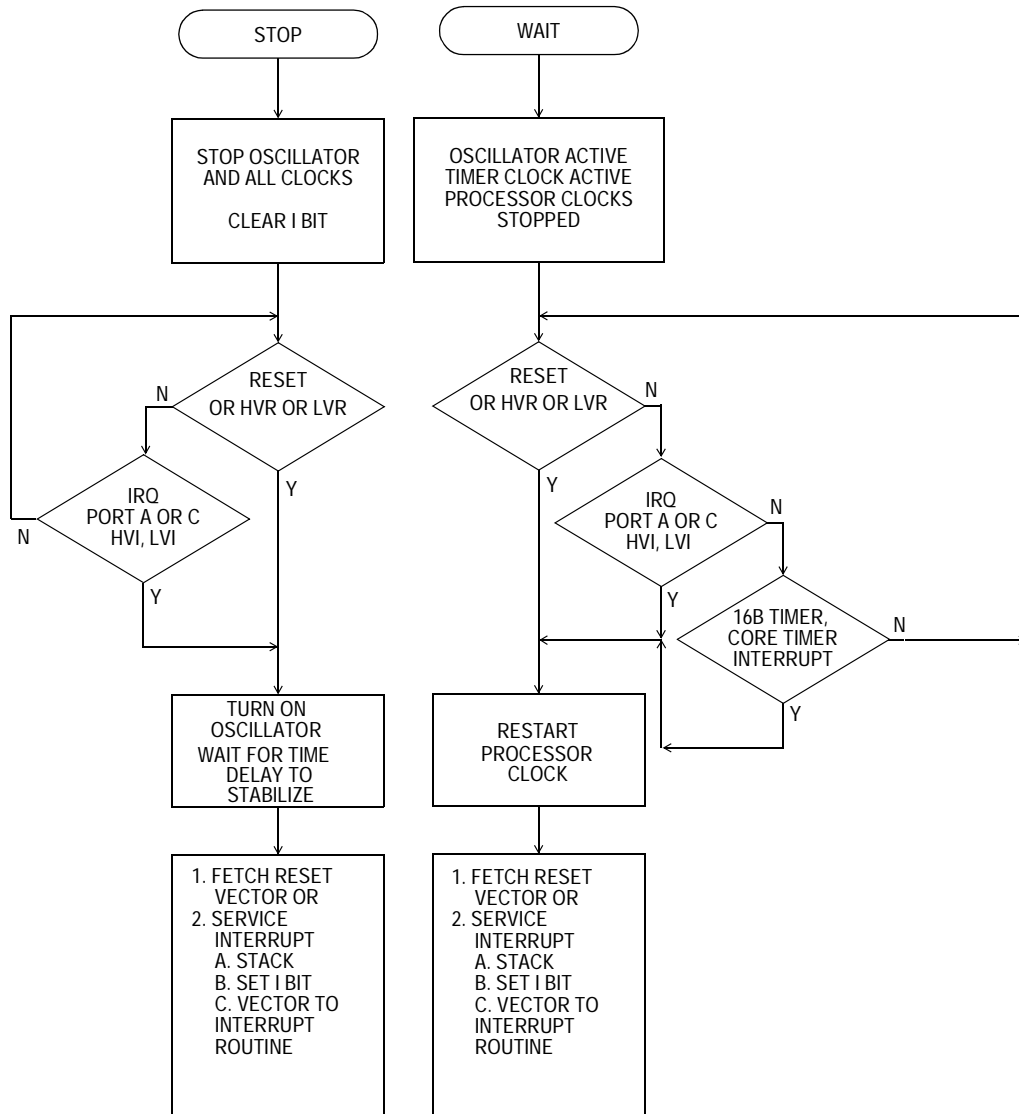 STOP
STOP OSCILLATOR
AND ALL CLOCKS
CLEAR I BIT
RESET
OR HVR OR LVR
N
Y
IRQ
PORT A OR C
HVI, LVI
N
Y
TURN ON
OSCILLATOR
WAIT FOR TIME
DELAY TO
STABILIZE
1. FETCH RESET
VECTOR OR
2. SERVICE
INTERRUPT
A. STACK
B. SET I BIT
C. VECTOR TO
INTERRUPT
ROUTINE
WAIT
OSCILLATOR ACTIVE
TIMER CLOCK ACTIVE
PROCESSOR CLOCKS
STOPPED
RESET
OR HVR OR LVR
N
Y
IRQ
PORT A OR C
HVI, LVI
N
Y
16B TIMER,
CORE TIMER
INTERRUPT
N
Y
RESTART
PROCESSOR
CLOCK
1. FETCH RESET
VECTOR OR
2. SERVICE
INTERRUPT
A. STACK
B. SET I BIT
C. VECTOR TO
INTERRUPT
ROUTINE